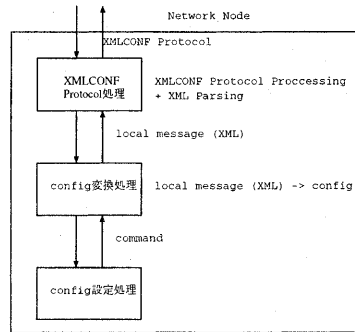 Network Node
XMLCONF Protocol
XMLCONF
Protocol処理
XMLCONF Protocol Proccessing
+ XML Parsing
local message (XML)
config変換処理
local message (XML) -> config
command
config設定処理